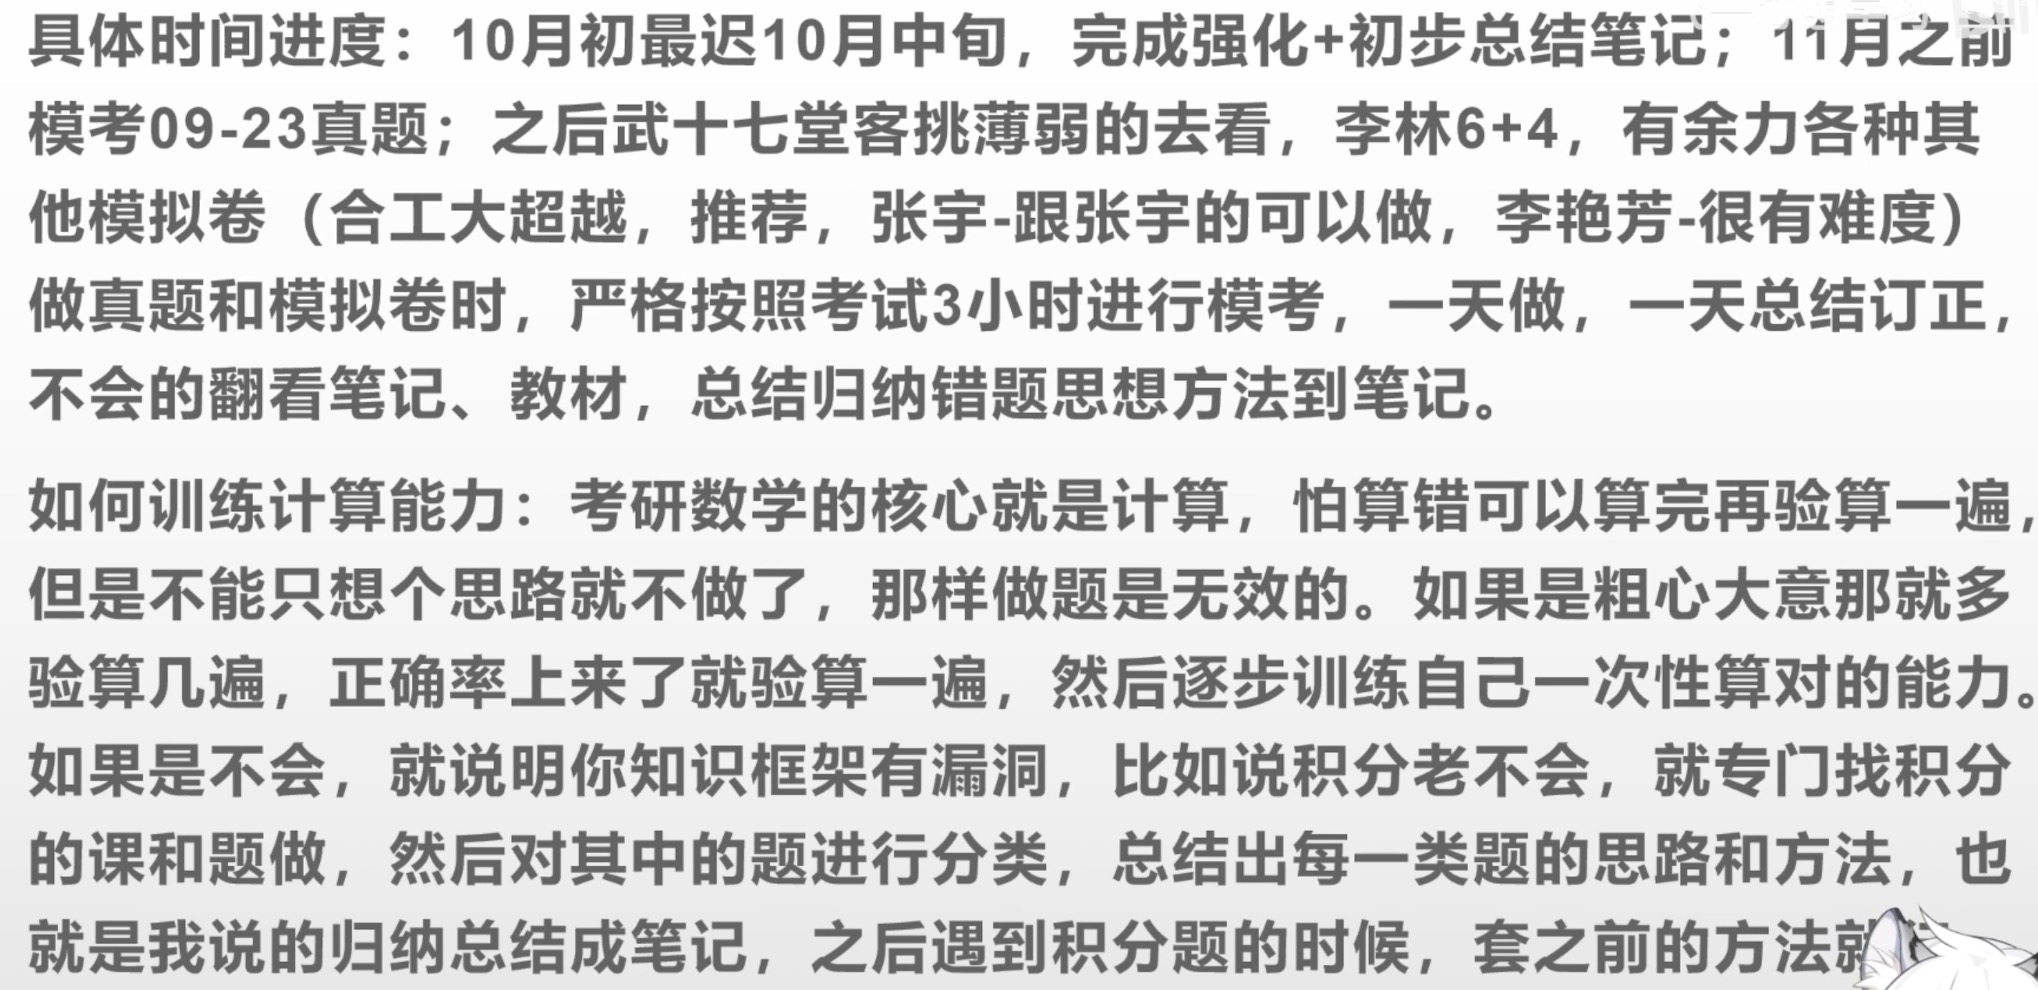 具体时间进度：10月初最迟10月中旬，完成强化+初步总结笔记；11月之前
模考09-23真题；之后武十七堂客挑薄弱的去看，李林6+4，有余力各种其
他模拟卷（合工大超越，推荐，张宇-跟张宇的可以做，李艳芳-很有难度）
做真题和模拟卷时，严格按照考试3小时进行模考，一天做，一天总结订正，
不会的翻看笔记、教材，总结归纳错题思想方法到笔记。
如何训练计算能力：考研数学的核心就是计算，怕算错可以算完再验算一遍，
但是不能只想个思路就不做了，那样做题是无效的。如果是粗心大意那就多
验算几遍，正确率上来了就验算一遍，然后逐步训练自己一次性算对的能力。
如果是不会，就说明你知识框架有漏洞，比如说积分老不会，就专门找积分
的课和题做，然后对其中的题进行分类，总结出每一类题的思路和方法，也
就是我说的归纳总结成笔记，之后遇到积分题的时候，套之前的方法就